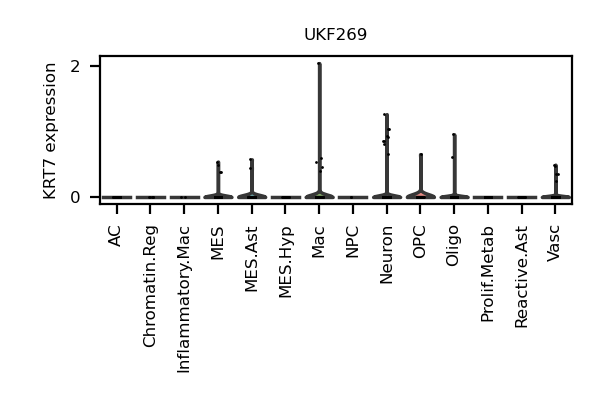 UKF269
KRT7 expression
2
0
AC
Chromatin.Reg
Inflammatory.Mac
MES
MES.Ast
MES.Hyp
Mac
NPC
Neuron
OPC
Oligo
Prolif.Metab
Reactive.Ast
Vasc